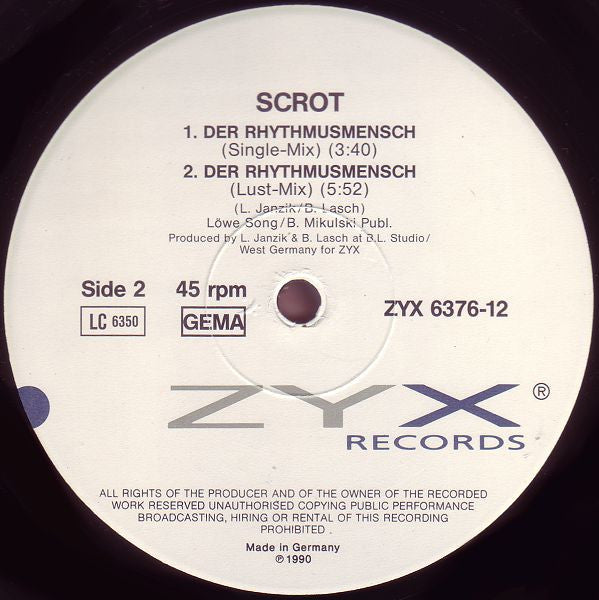 SCROT
1. DER RHYTHMUSMENSCH
(Single-Mix) (3:40)
2. DER RHYTHMUSMENSCH
(Lust-Mix) (5:52)
(L. Janzik/B. Lasch)
Löwe Song/B. Mikulski Publ.
Produced by L. Janzik & B. Lasch at B.L. Studio/
West Germany for ZYX
Side 2 45 rpm
LC 6350 GEMA ZYX 6376-12
ZYX ®
RECORDS
ALL RIGHTS OF THE PRODUCER AND OF THE OWNER OF THE RECORDED
WORK RESERVED UNAUTHORISED COPYING PUBLIC PERFORMANCE
BROADCASTING, HIRING OR RENTAL OF THIS RECORDING
PROHIBITED .
Made in Germany
℗ 1990